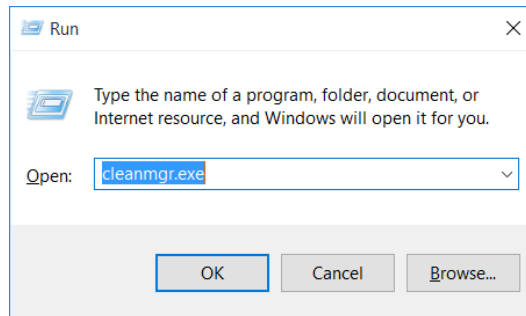 Run
Type the name of a program, folder, document, or
Internet resource, and Windows will open it for you.
Open: cleanmgr.exe
OK Cancel Browse...